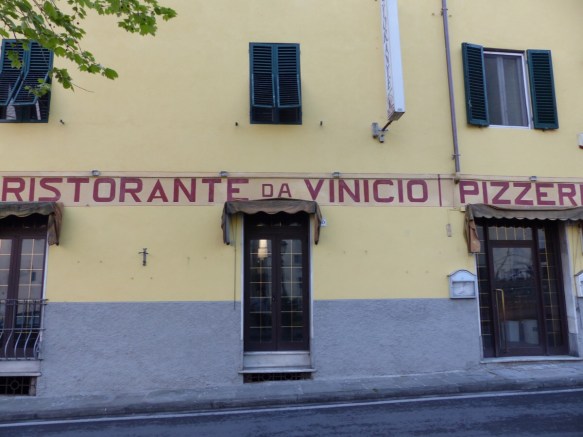 RISTORANTE DA VINICIO PIZZERI